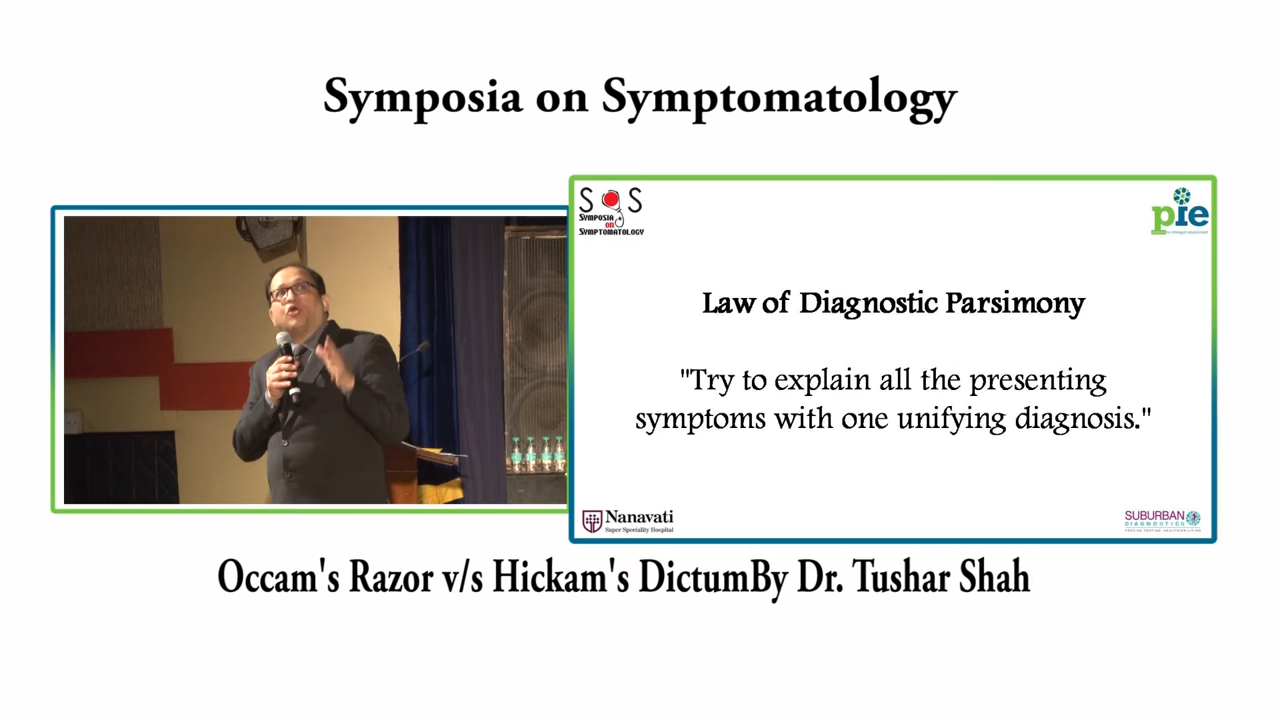 Symposia on Symptomatology
S S
SYMPOSIA
on
SYMPTOMATOLOGY
pie
Law of Diagnostic Parsimony
"Try to explain all the presenting
symptoms with one unifying diagnosis."
Nanavati
Super Speciality Hospital
SUBURBAN
DIAGNOSTICS
Occam's Razor v/s Hickam's DictumBy Dr. Tushar Shah